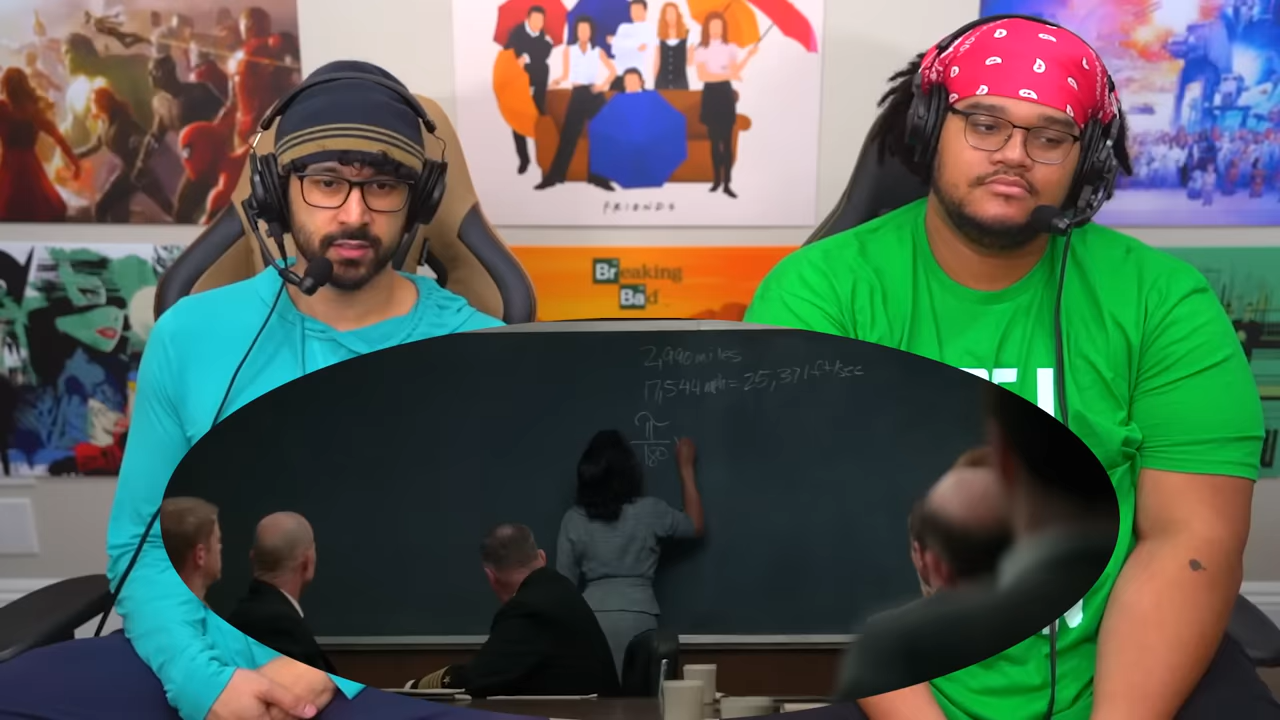 FRIENDS
Breaking
Bad
2,990 miles
17,544 mph = 25,371 ft/sec
π
180